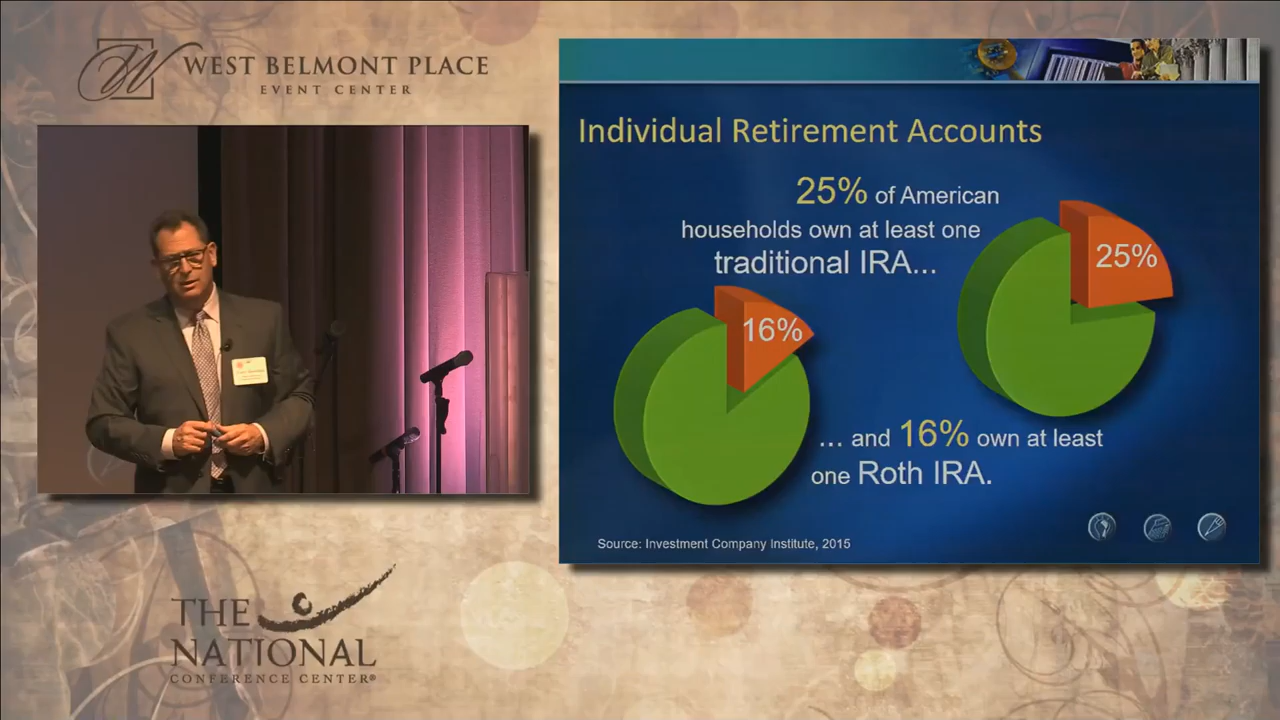 W
WEST BELMONT PLACE
EVENT CENTER
Individual Retirement Accounts
25% of American
households own at least one
traditional IRA...
25%
16%
... and 16% own at least
one Roth IRA.
Source: Investment Company Institute, 2015
THE
NATIONAL
CONFERENCE CENTER®